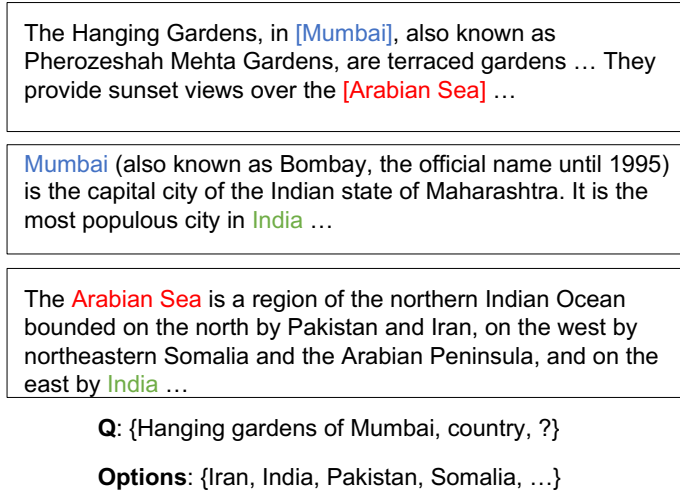 The Hanging Gardens, in [Mumbai], also known as
Pherozeshah Mehta Gardens, are terraced gardens … They
provide sunset views over the [Arabian Sea] …
Mumbai (also known as Bombay, the official name until 1995)
is the capital city of the Indian state of Maharashtra. It is the
most populous city in India …
The Arabian Sea is a region of the northern Indian Ocean
bounded on the north by Pakistan and Iran, on the west by
northeastern Somalia and the Arabian Peninsula, and on the
east by India …
Q: {Hanging gardens of Mumbai, country, ?}
Options: {Iran, India, Pakistan, Somalia, …}